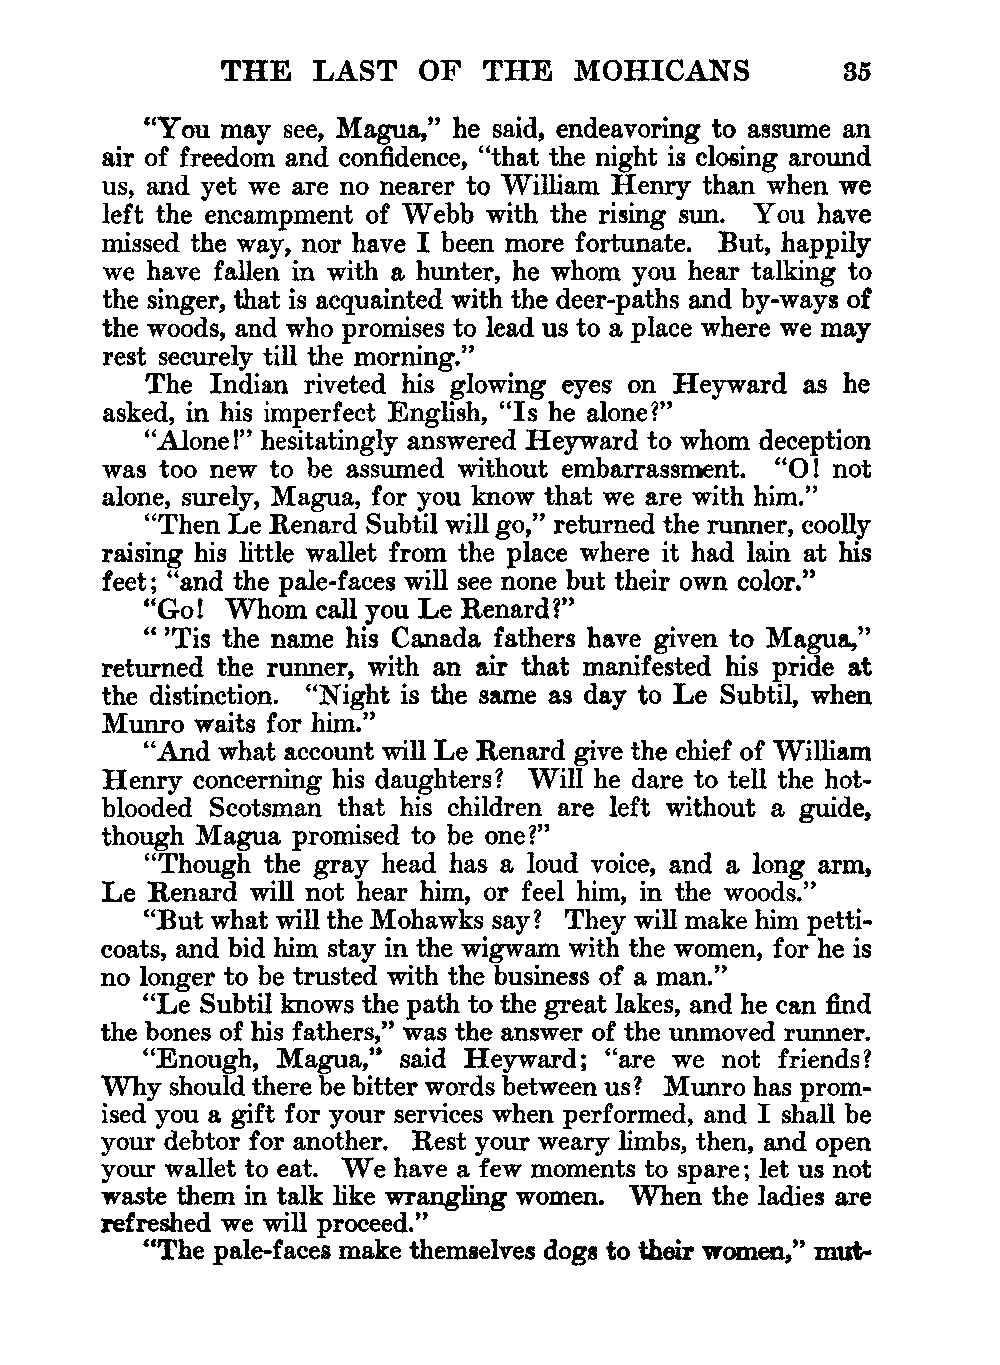 THE LAST OF THE MOHICANS 35
“You may see, Magua,” he said, endeavoring to assume an
air of freedom and confidence, “that the night is closing around
us, and yet we are no nearer to William Henry than when we
left the encampment of Webb with the rising sun. You have
missed the way, nor have I been more fortunate. But, happily
we have fallen in with a hunter, he whom you hear talking to
the singer, that is acquainted with the deer-paths and by-ways of
the woods, and who promises to lead us to a place where we may
rest securely till the morning.”
The Indian riveted his glowing eyes on Heyward as he
asked, in his imperfect English, “Is he alone?”
“Alone!” hesitatingly answered Heyward to whom deception
was too new to be assumed without embarrassment. “O! not
alone, surely, Magua, for you know that we are with him.”
“Then Le Renard Subtil will go,” returned the runner, coolly
raising his little wallet from the place where it had lain at his
feet; “and the pale-faces will see none but their own color.”
“Go! Whom call you Le Renard?”
“ ’Tis the name his Canada fathers have given to Magua,”
returned the runner, with an air that manifested his pride at
the distinction. “Night is the same as day to Le Subtil, when
Munro waits for him.”
“And what account will Le Renard give the chief of William
Henry concerning his daughters? Will he dare to tell the hot-
blooded Scotsman that his children are left without a guide,
though Magua promised to be one?”
“Though the gray head has a loud voice, and a long arm,
Le Renard will not hear him, or feel him, in the woods.”
“But what will the Mohawks say? They will make him petti-
coats, and bid him stay in the wigwam with the women, for he is
no longer to be trusted with the business of a man.”
“Le Subtil knows the path to the great lakes, and he can find
the bones of his fathers,” was the answer of the unmoved runner.
“Enough, Magua,” said Heyward; “are we not friends?
Why should there be bitter words between us? Munro has prom-
ised you a gift for your services when performed, and I shall be
your debtor for another. Rest your weary limbs, then, and open
your wallet to eat. We have a few moments to spare; let us not
waste them in talk like wrangling women. When the ladies are
refreshed we will proceed.”
“The pale-faces make themselves dogs to their women,” mut-